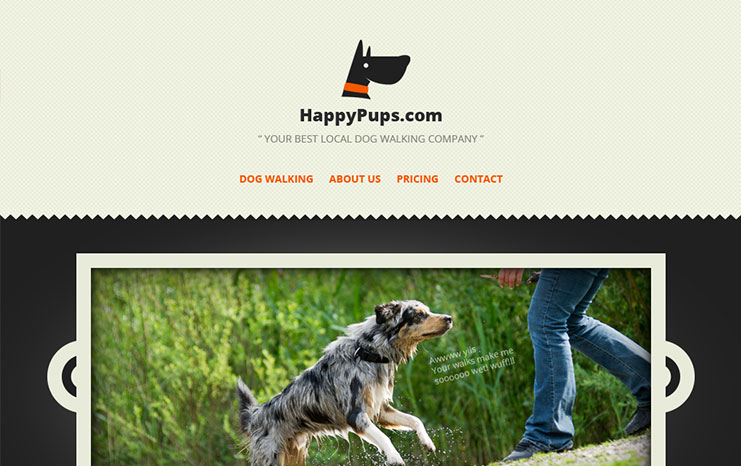 HappyPups.com
“ YOUR BEST LOCAL DOG WALKING COMPANY ”
DOG WALKING ABOUT US PRICING CONTACT
Awwww yiis..
Your walks make me
soooooo wet! wuff!!!